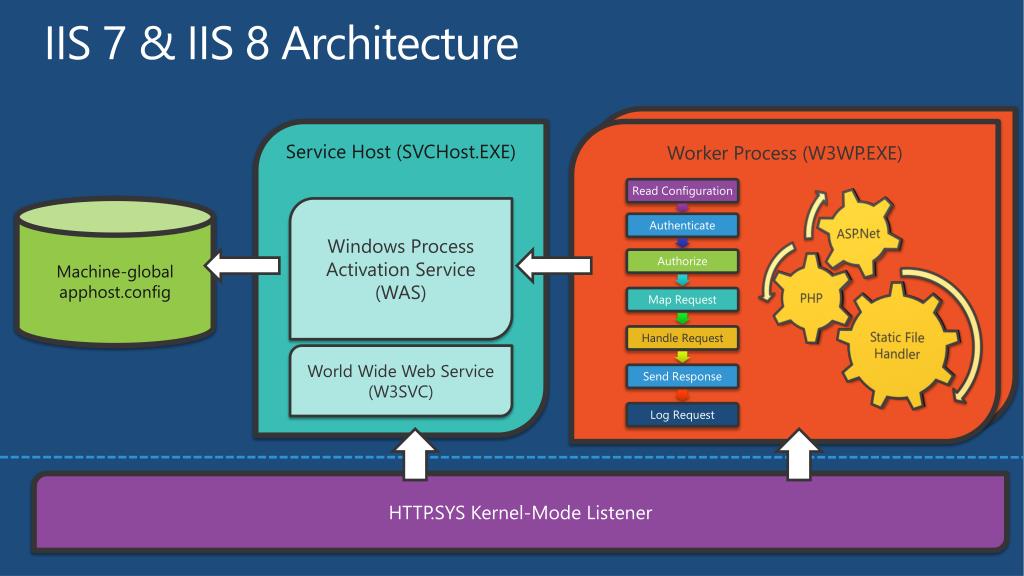 IIS 7 & IIS 8 Architecture
Service Host (SVCHost.EXE)
Worker Process (W3WP.EXE)
Machine-global
apphost.config
Windows Process
Activation Service
(WAS)
World Wide Web Service
(W3SVC)
Read Configuration
Authenticate
Authorize
Map Request
Handle Request
Send Response
Log Request
ASP.Net
PHP
Static File
Handler
HTTP.SYS Kernel-Mode Listener